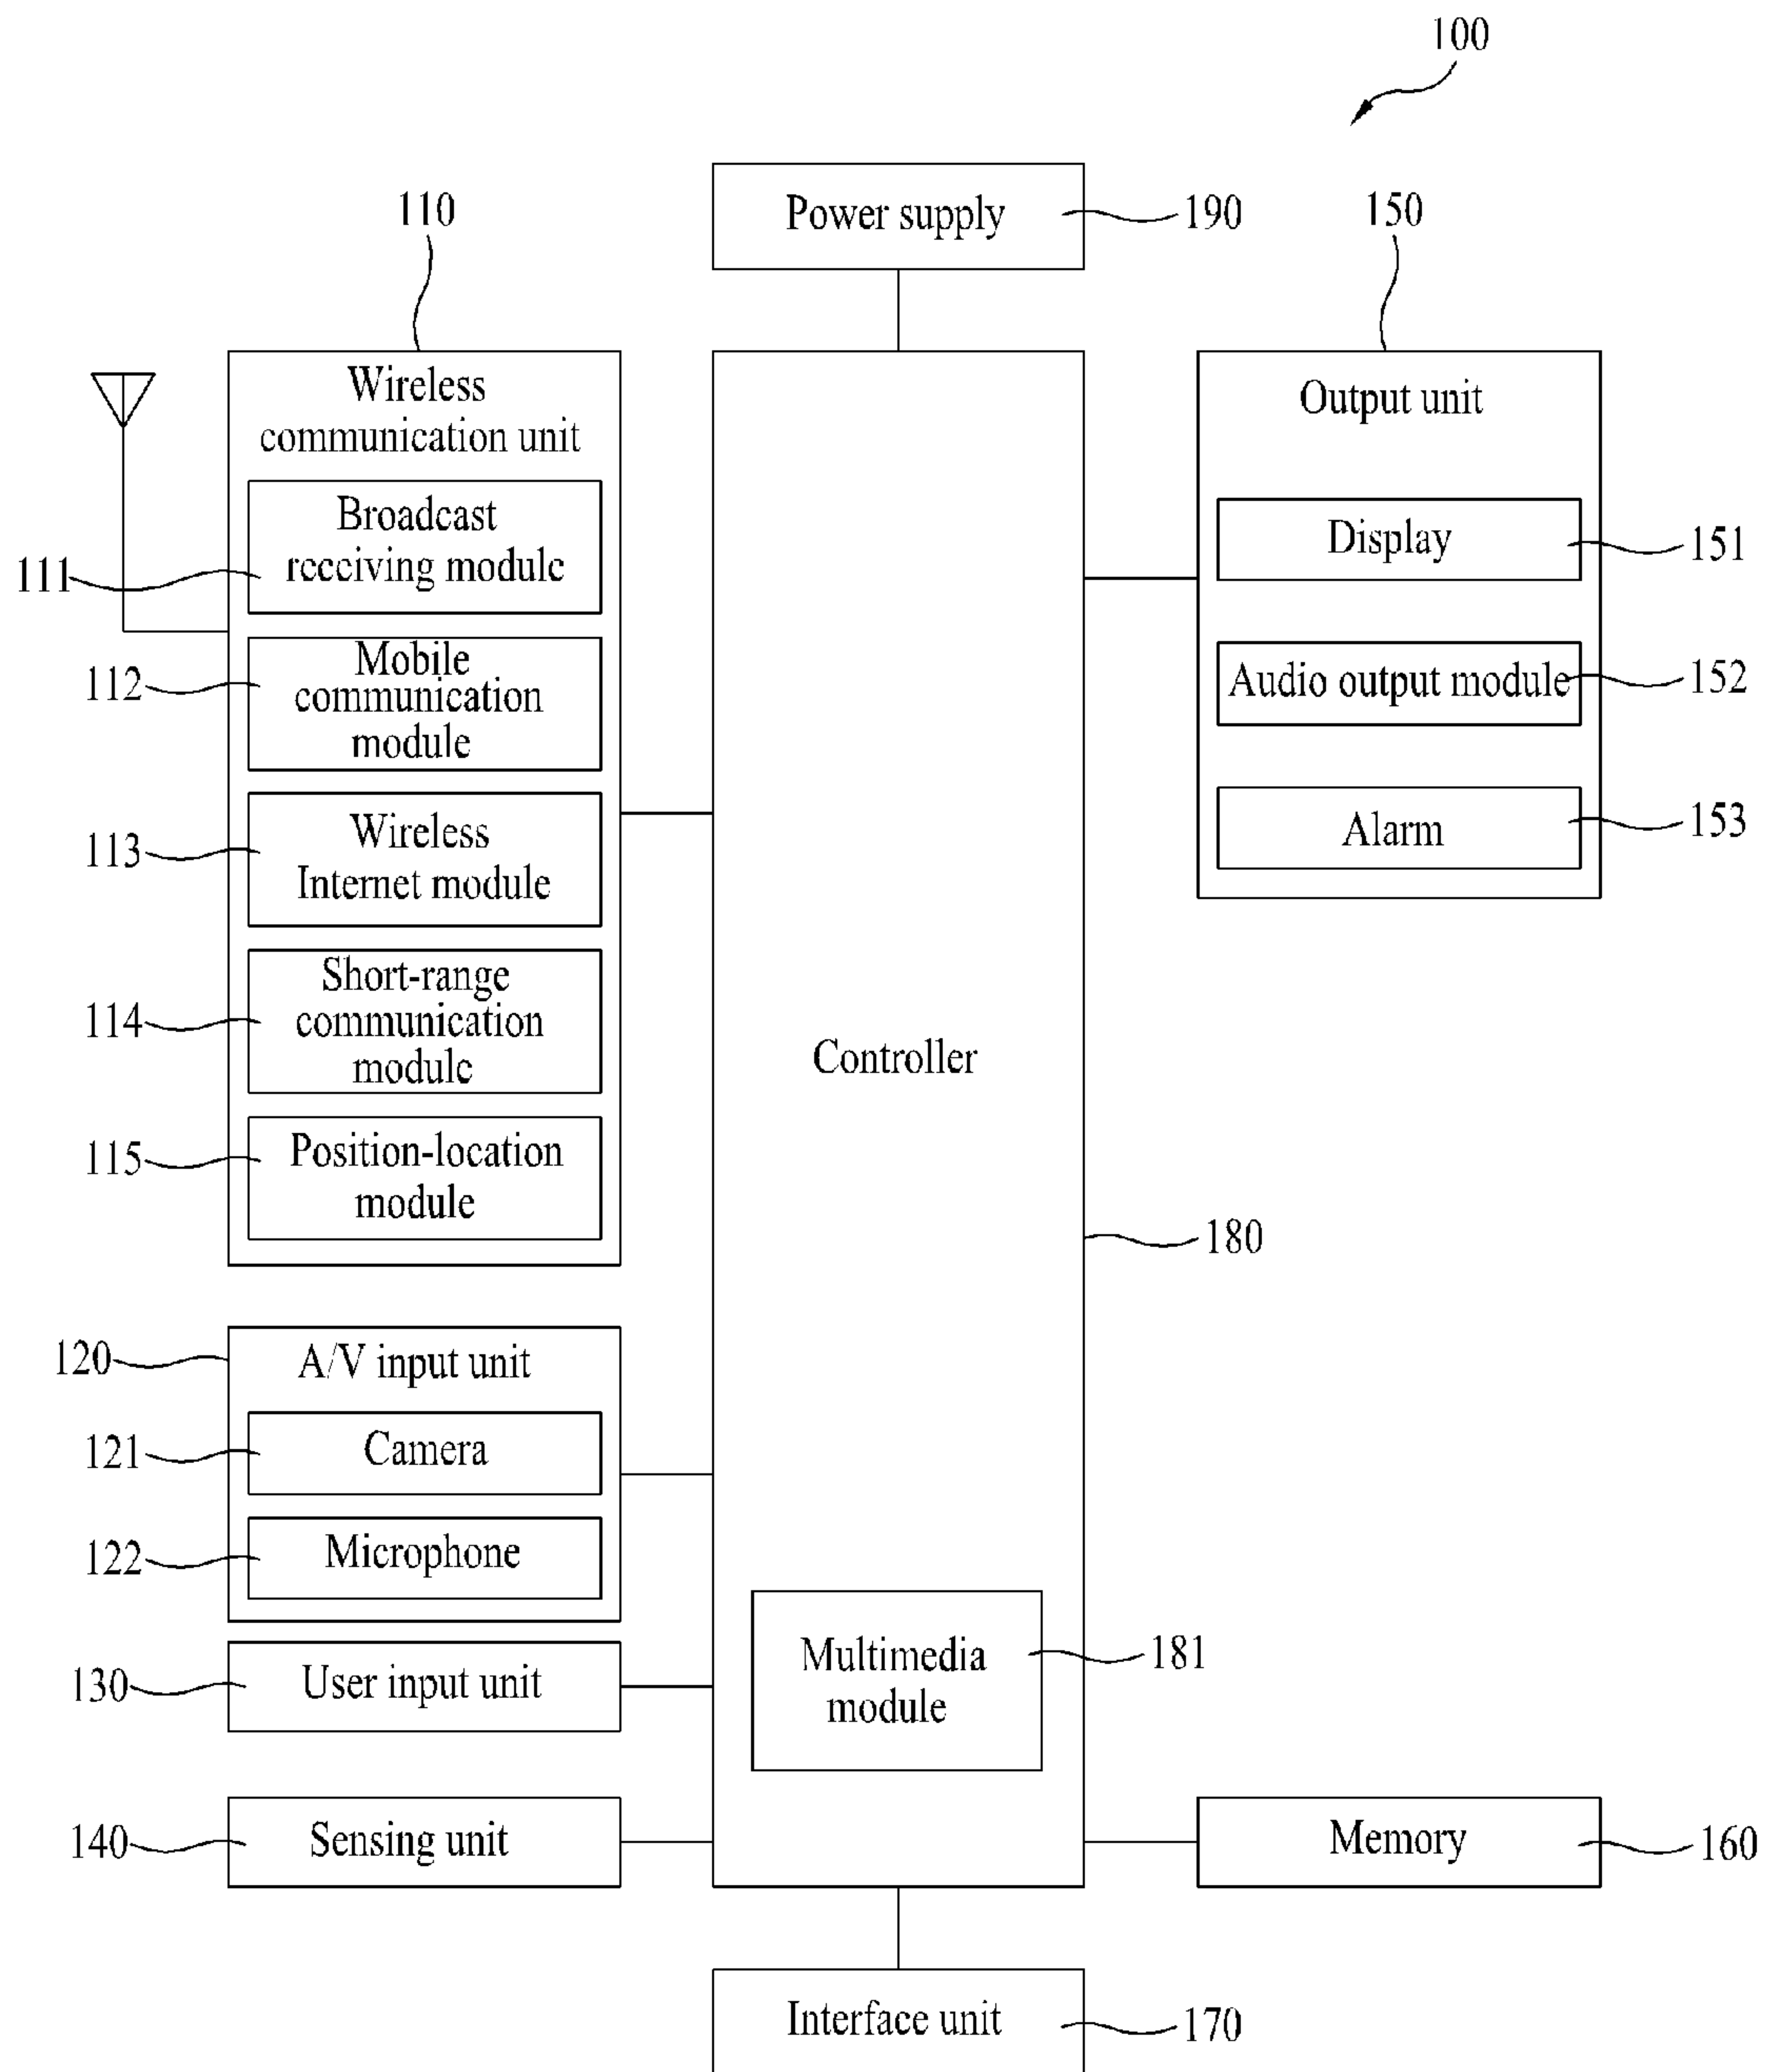 100
Power supply
190
110
150
Wireless
communication unit
Broadcast
receiving module
111
Mobile
communication
module
112
Wireless
Internet module
113
Short-range
communication
module
114
Position-location
module
115
Output unit
Display
151
Audio output module
152
Alarm
153
Controller
180
120
A/V input unit
121
Camera
122
Microphone
Multimedia
module
181
130
User input unit
140
Sensing unit
Memory
160
Interface unit
170